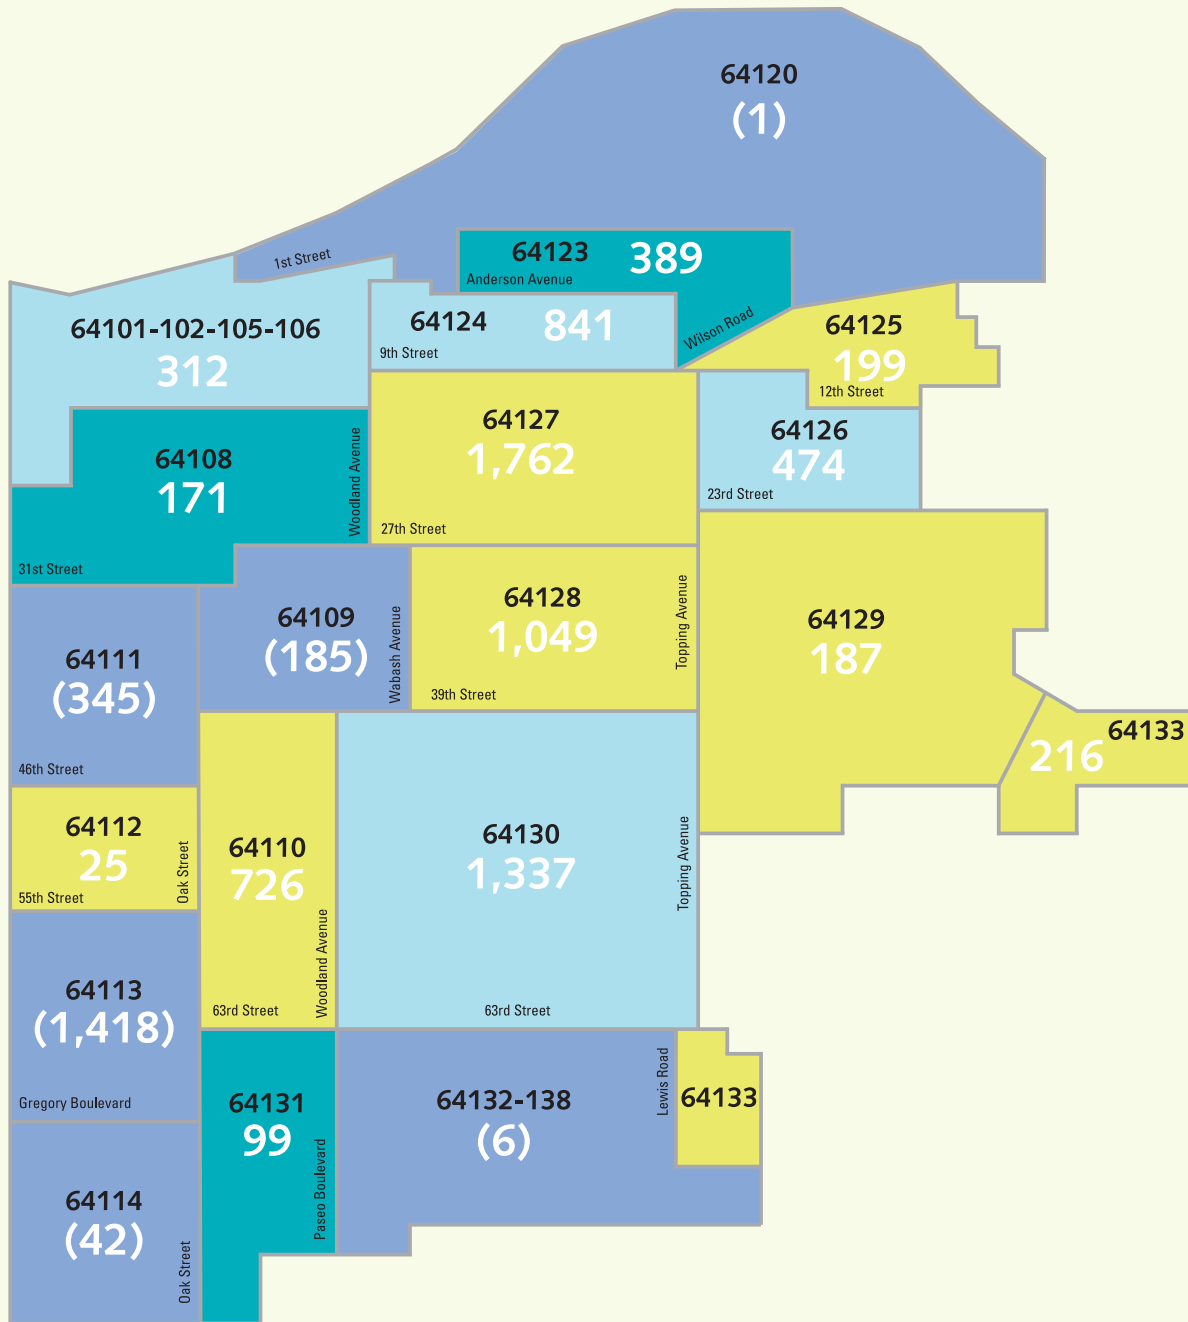 64120
(1)
1st Street
64123 389
Anderson Avenue
Wilson Road
64101-102-105-106
312
64124 841
9th Street
64125
199
12th Street
64108
171
Woodland Avenue
31st Street
64127
1,762
27th Street
64126
474
23rd Street
64109
(185)
Wabash Avenue
64128
1,049
Topping Avenue
39th Street
64129
187
64111
(345)
46th Street
64133
216
64112
25
Oak Street
55th Street
64110
726
Woodland Avenue
63rd Street
64130
1,337
Topping Avenue
63rd Street
64113
(1,418)
Gregory Boulevard
64131
99
Paseo Boulevard
64132-138
(6)
Lewis Road
64133
64114
(42)
Oak Street